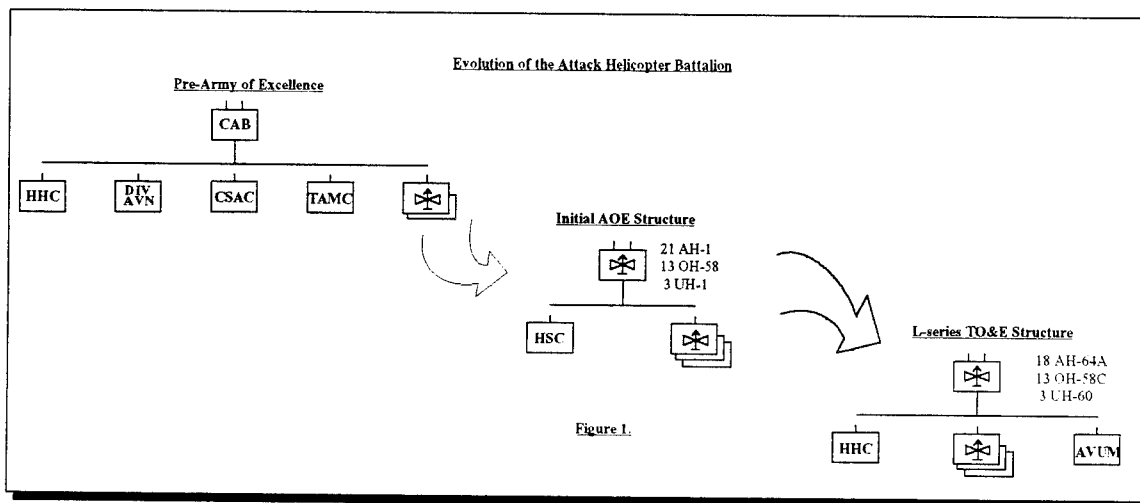 Evolution of the Attack Helicopter Battalion
Pre-Army of Excellence
CAB
HHC
DIV
AVN
CSAC
TAMC
Initial AOE Structure
21 AH-1
13 OH-58
3 UH-1
HSC
L-series TO&E Structure
18 AH-64A
13 OH-58C
3 UH-60
HHC
AVUM
Figure 1.